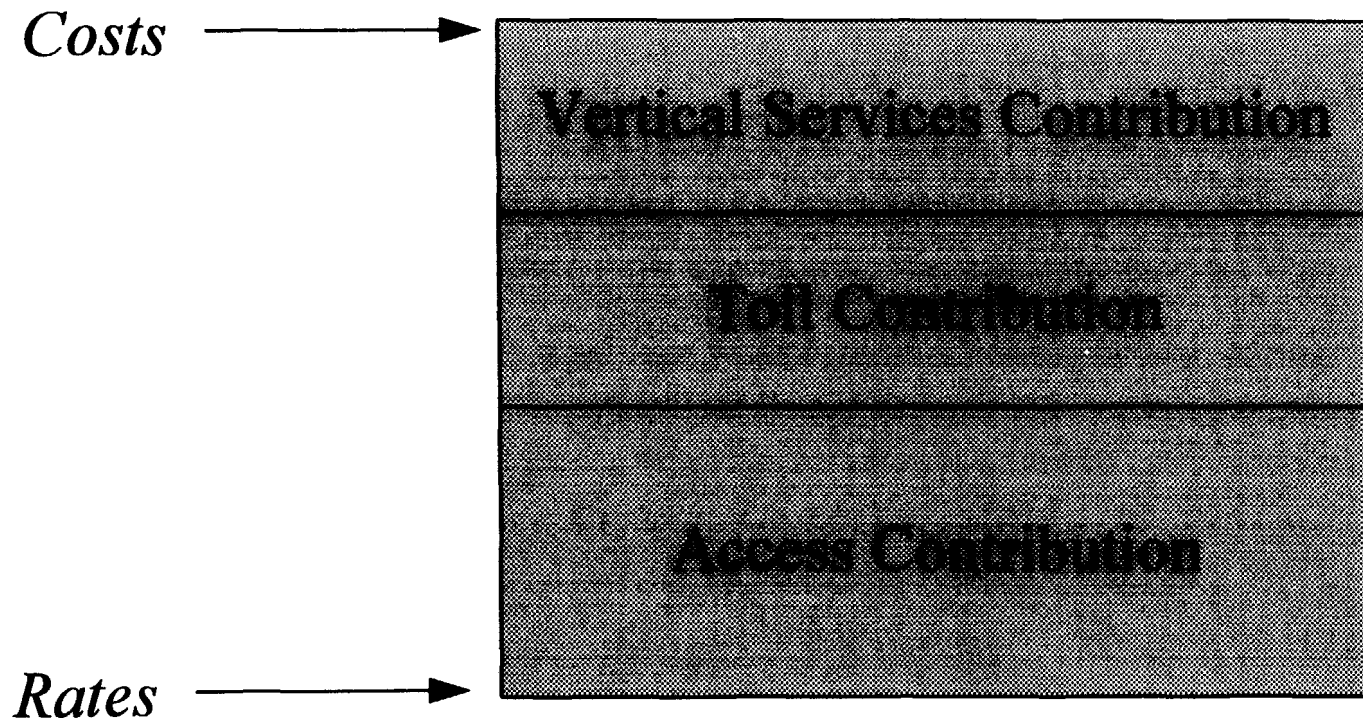 Costs
Vertical Services Contribution
Toll Contribution
Access Contribution
Rates